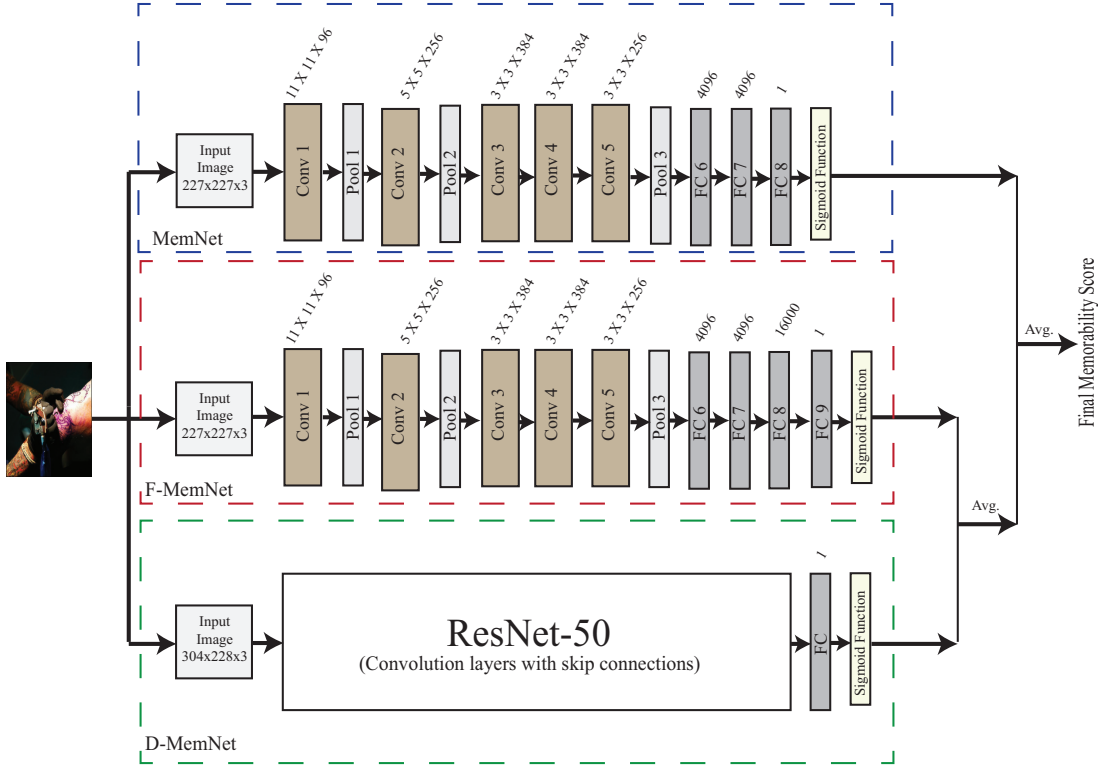 11 X 11 X 96
5 X 5 X 256
3 X 3 X 384
3 X 3 X 384
3 X 3 X 256
4096
4096
1
Input
Image
227x227x3
Conv 1
Pool 1
Conv 2
Pool 2
Conv 3
Conv 4
Conv 5
Pool 3
FC 6
FC 7
FC 8
Sigmoid Function
MemNet
11 X 11 X 96
5 X 5 X 256
3 X 3 X 384
3 X 3 X 384
3 X 3 X 256
4096
4096
16000
1
Input
Image
227x227x3
Conv 1
Pool 1
Conv 2
Pool 2
Conv 3
Conv 4
Conv 5
Pool 3
FC 6
FC 7
FC 8
FC 9
Sigmoid Function
F-MemNet
1
Input
Image
304x228x3
ResNet-50
(Convolution layers with skip connections)
FC
Sigmoid Function
D-MemNet
Avg.
Avg.
Final Memorability Score